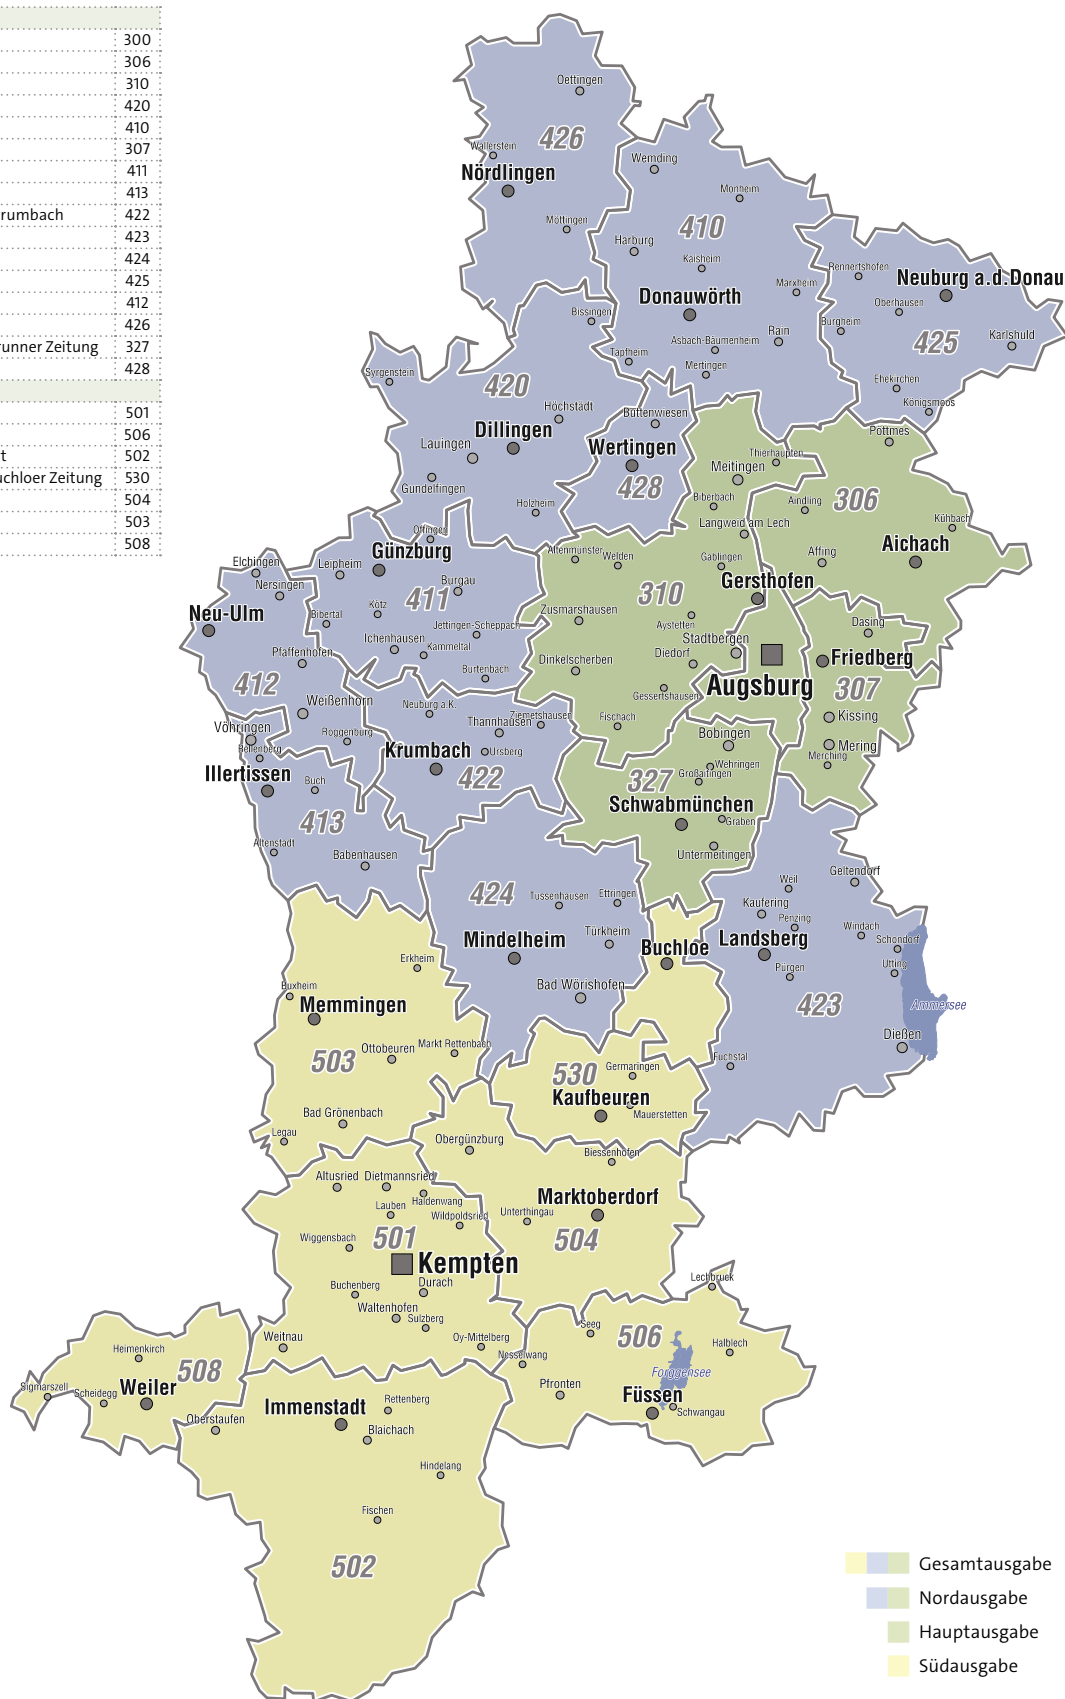 300
306
310
420
410
307
411
413
rumbach 422
423
424
425
412
426
unner Zeitung 327
428
501
506
t 502
uchloer Zeitung 530
504
503
508
Oettingen
426
Wallerstein
Nördlingen
Möttingen
Wemding
Monheim
410
Harburg
Kaisheim
Donauwörth
Marxheim
Rain
Asbach-Bäumenheim
Tapfheim
Mertingen
Rennertshofen
Neuburg a.d.Donau
Oberhausen
Burgheim
425
Karlshuld
Ehekirchen
Königsmoos
Bissingen
Syrgenstein
420
Höchstädt
Dillingen
Lauingen
Gundelfingen
Holzheim
Buttenwiesen
Wertingen
428
Pöttmes
Thierhaupten
Meitingen
Biberbach
Aindling
306
Kühbach
Langweid am Lech
Affing
Aichach
Gablingen
Gersthofen
Altenmünster
Welden
310
Zusmarshausen
Aystetten
Stadtbergen
Diedorf
Dinkelscherben
Augsburg
Gessertshausen
Fischach
Dasing
Friedberg
307
Kissing
Mering
Merching
Offingen
Günzburg
Leipheim
Burgau
411
Kötz
Bibertal
Jettingen-Scheppach
Ichenhausen
Kammeltal
Burtenbach
Elchingen
Nersingen
Neu-Ulm
Pfaffenhofen
412
Weißenhorn
Vöhringen
Roggenburg
Bellenberg
Illertissen
Buch
413
Altenstadt
Babenhausen
Neuburg a.K.
Thannhausen
Ziemetshausen
Krumbach
Ursberg
422
Bobingen
Wehringen
327
Großaitingen
Schwabmünchen
Graben
Untermeitingen
424
Tussenhausen
Ettringen
Türkheim
Mindelheim
Bad Wörishofen
Geltendorf
Weil
Kaufering
Penzing
Windach
Schondorf
Landsberg
Utting
Pürgen
423
Ammersee
Dießen
Fuchstal
Buchloe
Erkheim
Buxheim
Memmingen
Ottobeuren
Markt Rettenbach
503
Bad Grönenbach
Legau
530
Germaringen
Kaufbeuren
Mauerstetten
Obergünzburg
Biessenhofen
Marktoberdorf
Unterthingau
504
Altusried
Dietmannsried
Haldenwang
Lauben
Wildpoldsried
501
Wiggensbach
Kempten
Buchenberg
Durach
Waltenhofen
Sulzberg
Weitnau
Oy-Mittelberg
Lechbruck
Seeg
506
Halblech
Nesselwang
Forggensee
Pfronten
Füssen
Schwangau
Heimenkirch
508
Sigmarszell
Scheidegg
Weiler
Oberstaufen
Immenstadt
Rettenberg
Blaichach
Hindelang
Fischen
502
Gesamtausgabe
Nordausgabe
Hauptausgabe
Südausgabe